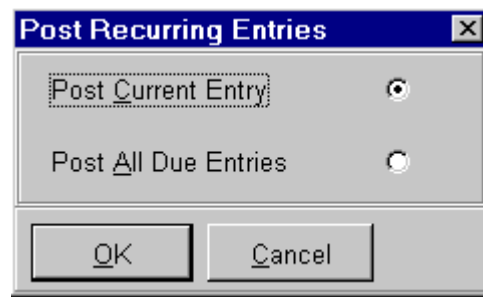 Post Recurring Entries
Post Current Entry
Post All Due Entries
OK Cancel